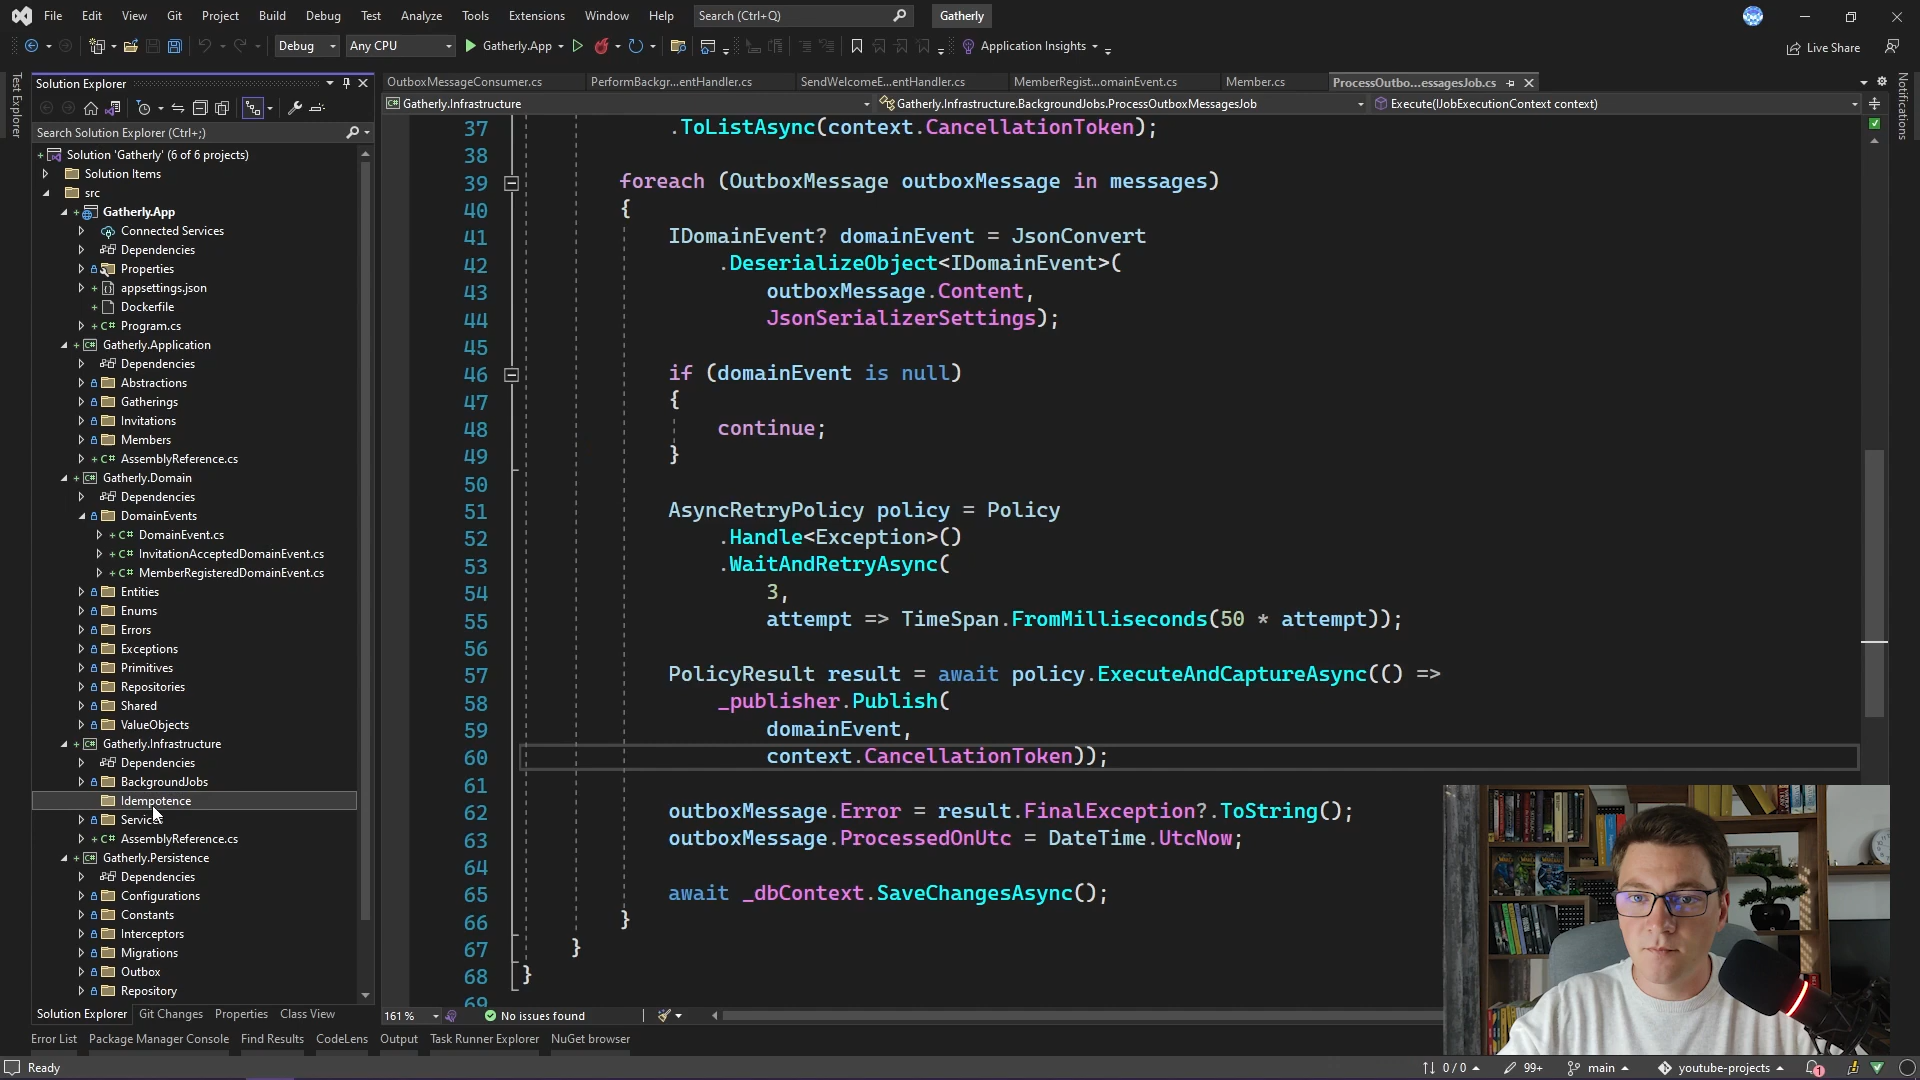 File Edit View Git Project Build Debug Test Analyze Tools Extensions Window Help Search (Ctrl+Q) Gatherly
Debug Any CPU Gatherly.App Application Insights Live Share
Test Explorer
Solution Explorer
Search Solution Explorer (Ctrl+;)
Solution 'Gatherly' (6 of 6 projects)
Solution Items
src
Gatherly.App
Connected Services
Dependencies
Properties
appsettings.json
Dockerfile
Program.cs
Gatherly.Application
Dependencies
Abstractions
Gatherings
Invitations
Members
AssemblyReference.cs
Gatherly.Domain
Dependencies
DomainEvents
DomainEvent.cs
InvitationAcceptedDomainEvent.cs
MemberRegisteredDomainEvent.cs
Entities
Enums
Errors
Exceptions
Primitives
Repositories
Shared
ValueObjects
Gatherly.Infrastructure
Dependencies
BackgroundJobs
Idempotence
Services
AssemblyReference.cs
Gatherly.Persistence
Dependencies
Configurations
Constants
Interceptors
Migrations
Outbox
Repository
Solution Explorer Git Changes Properties Class View
OutboxMessageConsumer.cs PerformBackgr...entHandler.cs SendWelcomeE...entHandler.cs MemberRegist...omainEvent.cs Member.cs ProcessOutbo...essagesJob.cs
Gatherly.Infrastructure Gatherly.Infrastructure.BackgroundJobs.ProcessOutboxMessagesJob Execute(IJobExecutionContext context)
37 .ToListAsync(context.CancellationToken);
38
39 foreach (OutboxMessage outboxMessage in messages)
40 {
41 IDomainEvent? domainEvent = JsonConvert
42 .DeserializeObject<IDomainEvent>(
43 outboxMessage.Content,
44 JsonSerializerSettings);
45
46 if (domainEvent is null)
47 {
48 continue;
49 }
50
51 AsyncRetryPolicy policy = Policy
52 .Handle<Exception>()
53 .WaitAndRetryAsync(
54 3,
55 attempt => TimeSpan.FromMilliseconds(50 * attempt));
56
57 PolicyResult result = await policy.ExecuteAndCaptureAsync(() =>
58 _publisher.Publish(
59 domainEvent,
60 context.CancellationToken));
61
62 outboxMessage.Error = result.FinalException?.ToString();
63 outboxMessage.ProcessedOnUtc = DateTime.UtcNow;
64
65 await _dbContext.SaveChangesAsync();
66 }
67 }
68 }
69
Notifications
161 % No issues found
Error List Package Manager Console Find Results CodeLens Output Task Runner Explorer NuGet browser
Ready 0 / 0 99+ main youtube-projects 1